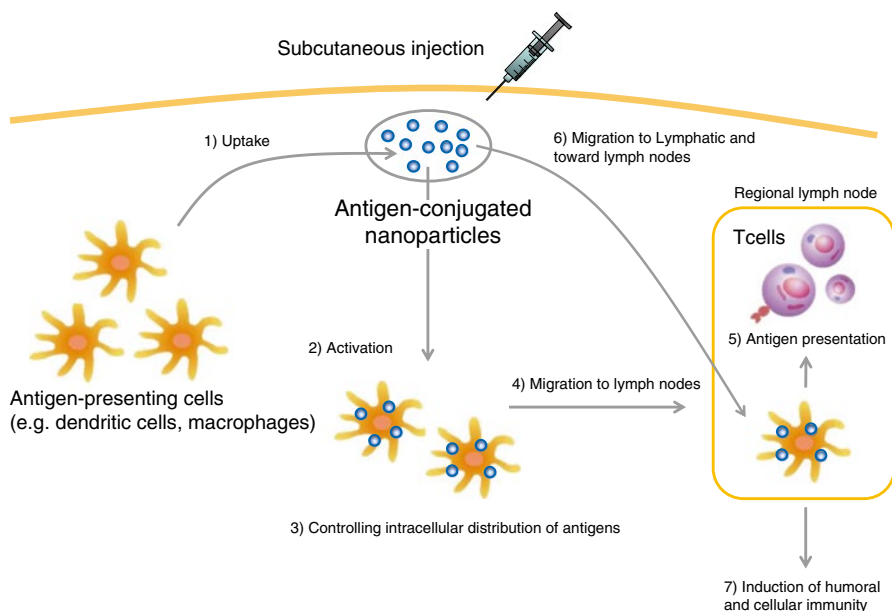 Subcutaneous injection
1) Uptake
6) Migration to Lymphatic and
toward lymph nodes
Regional lymph node
Antigen-conjugated
nanoparticles
Tcells
5) Antigen presentation
2) Activation
4) Migration to lymph nodes
Antigen-presenting cells
(e.g. dendritic cells, macrophages)
3) Controlling intracellular distribution of antigens
7) Induction of humoral
and cellular immunity